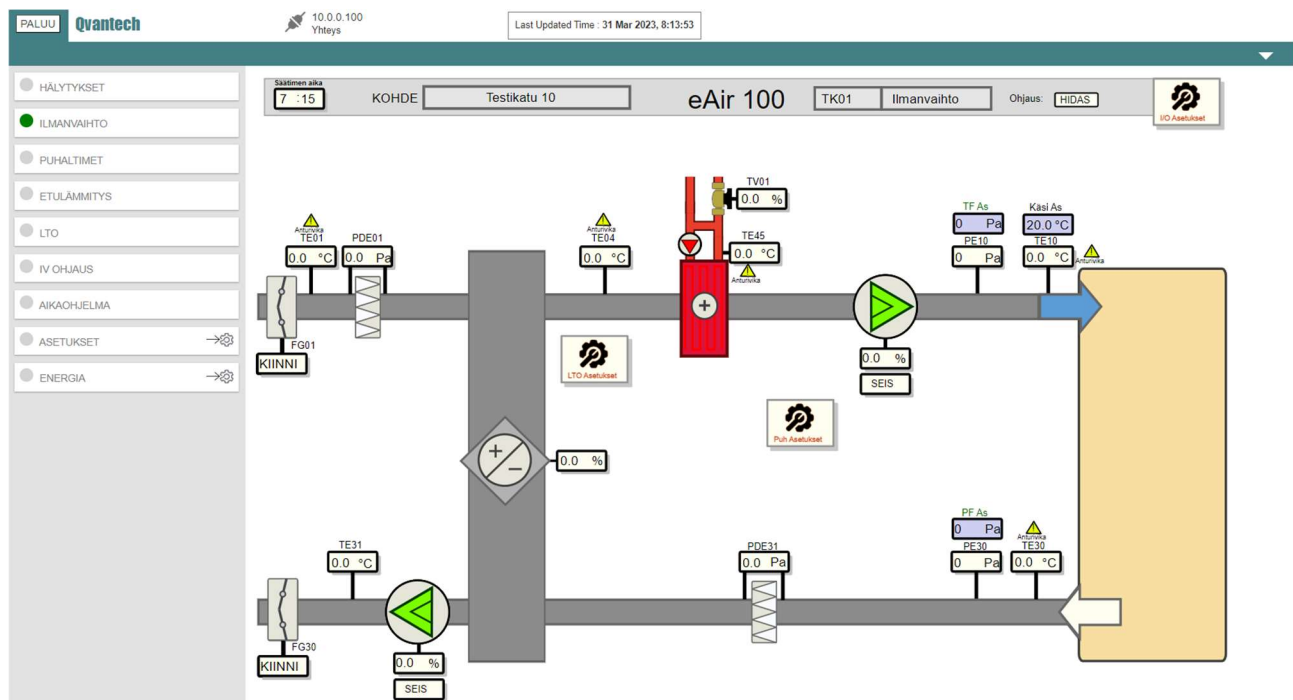 PALUU Qvantech 10.0.0.100
Yhteys
Last Updated Time : 31 Mar 2023, 8:13:53
HÄLYTYKSET
ILMANVAIHTO
PUHALTIMET
ETULÄMMITYS
LTO
IV OHJAUS
AIKAOHJELMA
ASETUKSET
ENERGIA
Säätimen aika
7 :15
KOHDE Testikatu 10 eAir 100 TK01 Ilmanvaihto Ohjaus: HIDAS
I/O Asetukset
TV01
0.0 %
TE45
0.0 °C
Anturivika
Anturivika
TE01
0.0 °C
PDE01
0.0 Pa
Anturivika
TE04
0.0 °C
TF As
0 Pa
PE10
0 Pa
Käsi As
20.0 °C
TE10
0.0 °C
Anturivika
FG01
KIINNI
LTO Asetukset
0.0 %
SEIS
Puh Asetukset
0.0 %
TE31
0.0 °C
PDE31
0.0 Pa
PF As
0 Pa
PE30
0 Pa
Anturivika
TE30
0.0 °C
FG30
KIINNI
0.0 %
SEIS